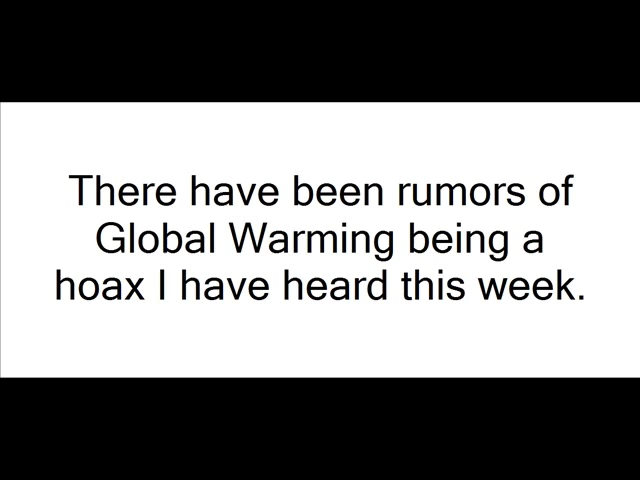 There have been rumors of
Global Warming being a
hoax I have heard this week.